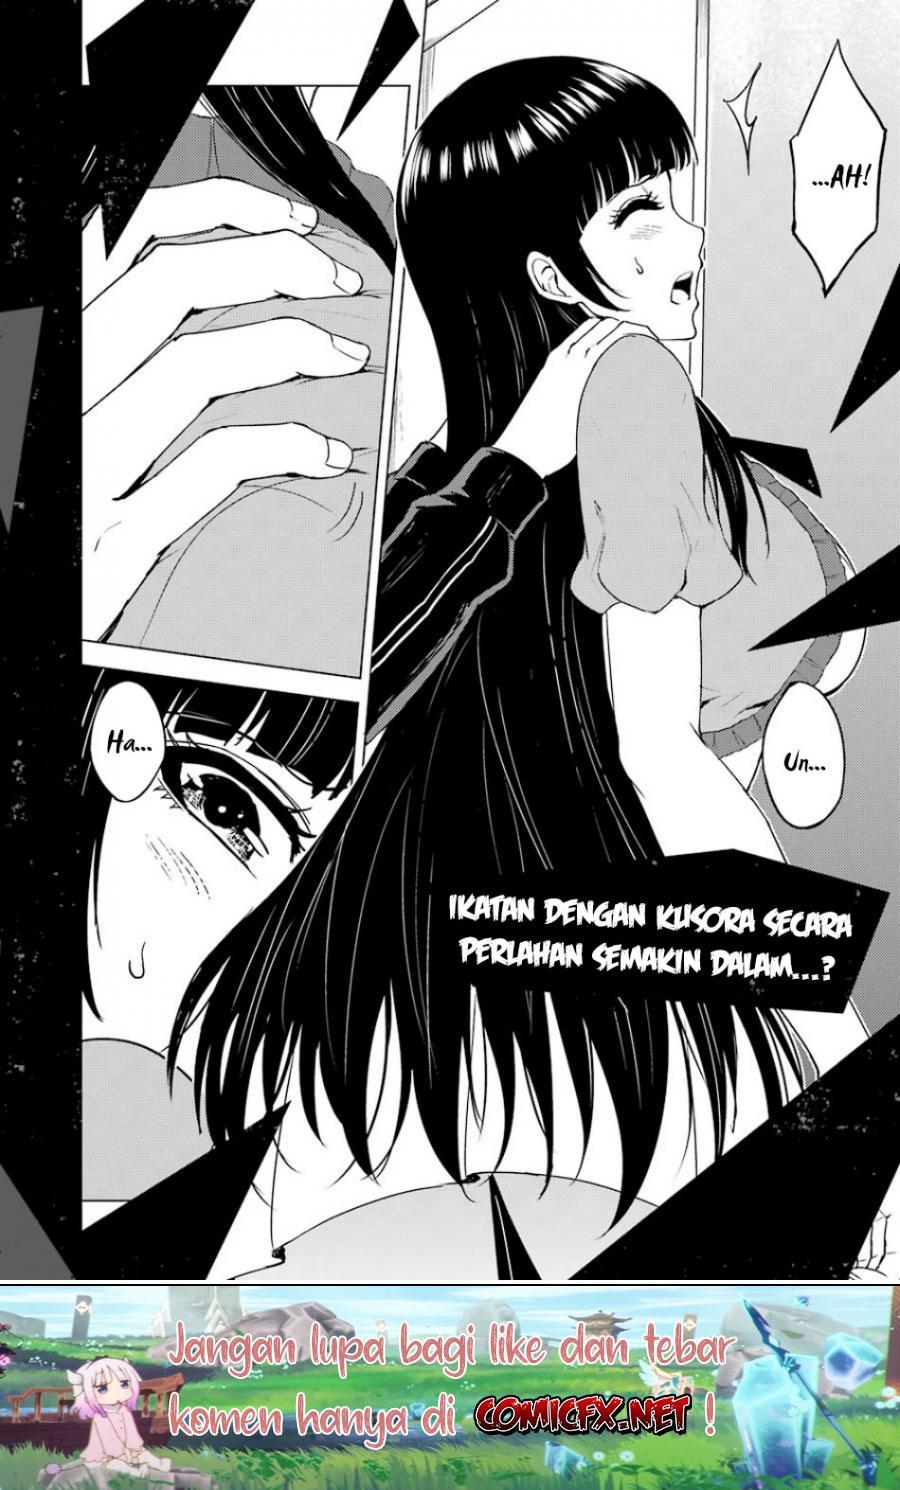 ...AH!
Un...
Ha...
IKATAN DENGAN KUSORA SECARA
PERLAHAN SEMAKIN DALAM...?
Jangan lupa bagi like dan tebar
komen hanya di COMICFX.NET !